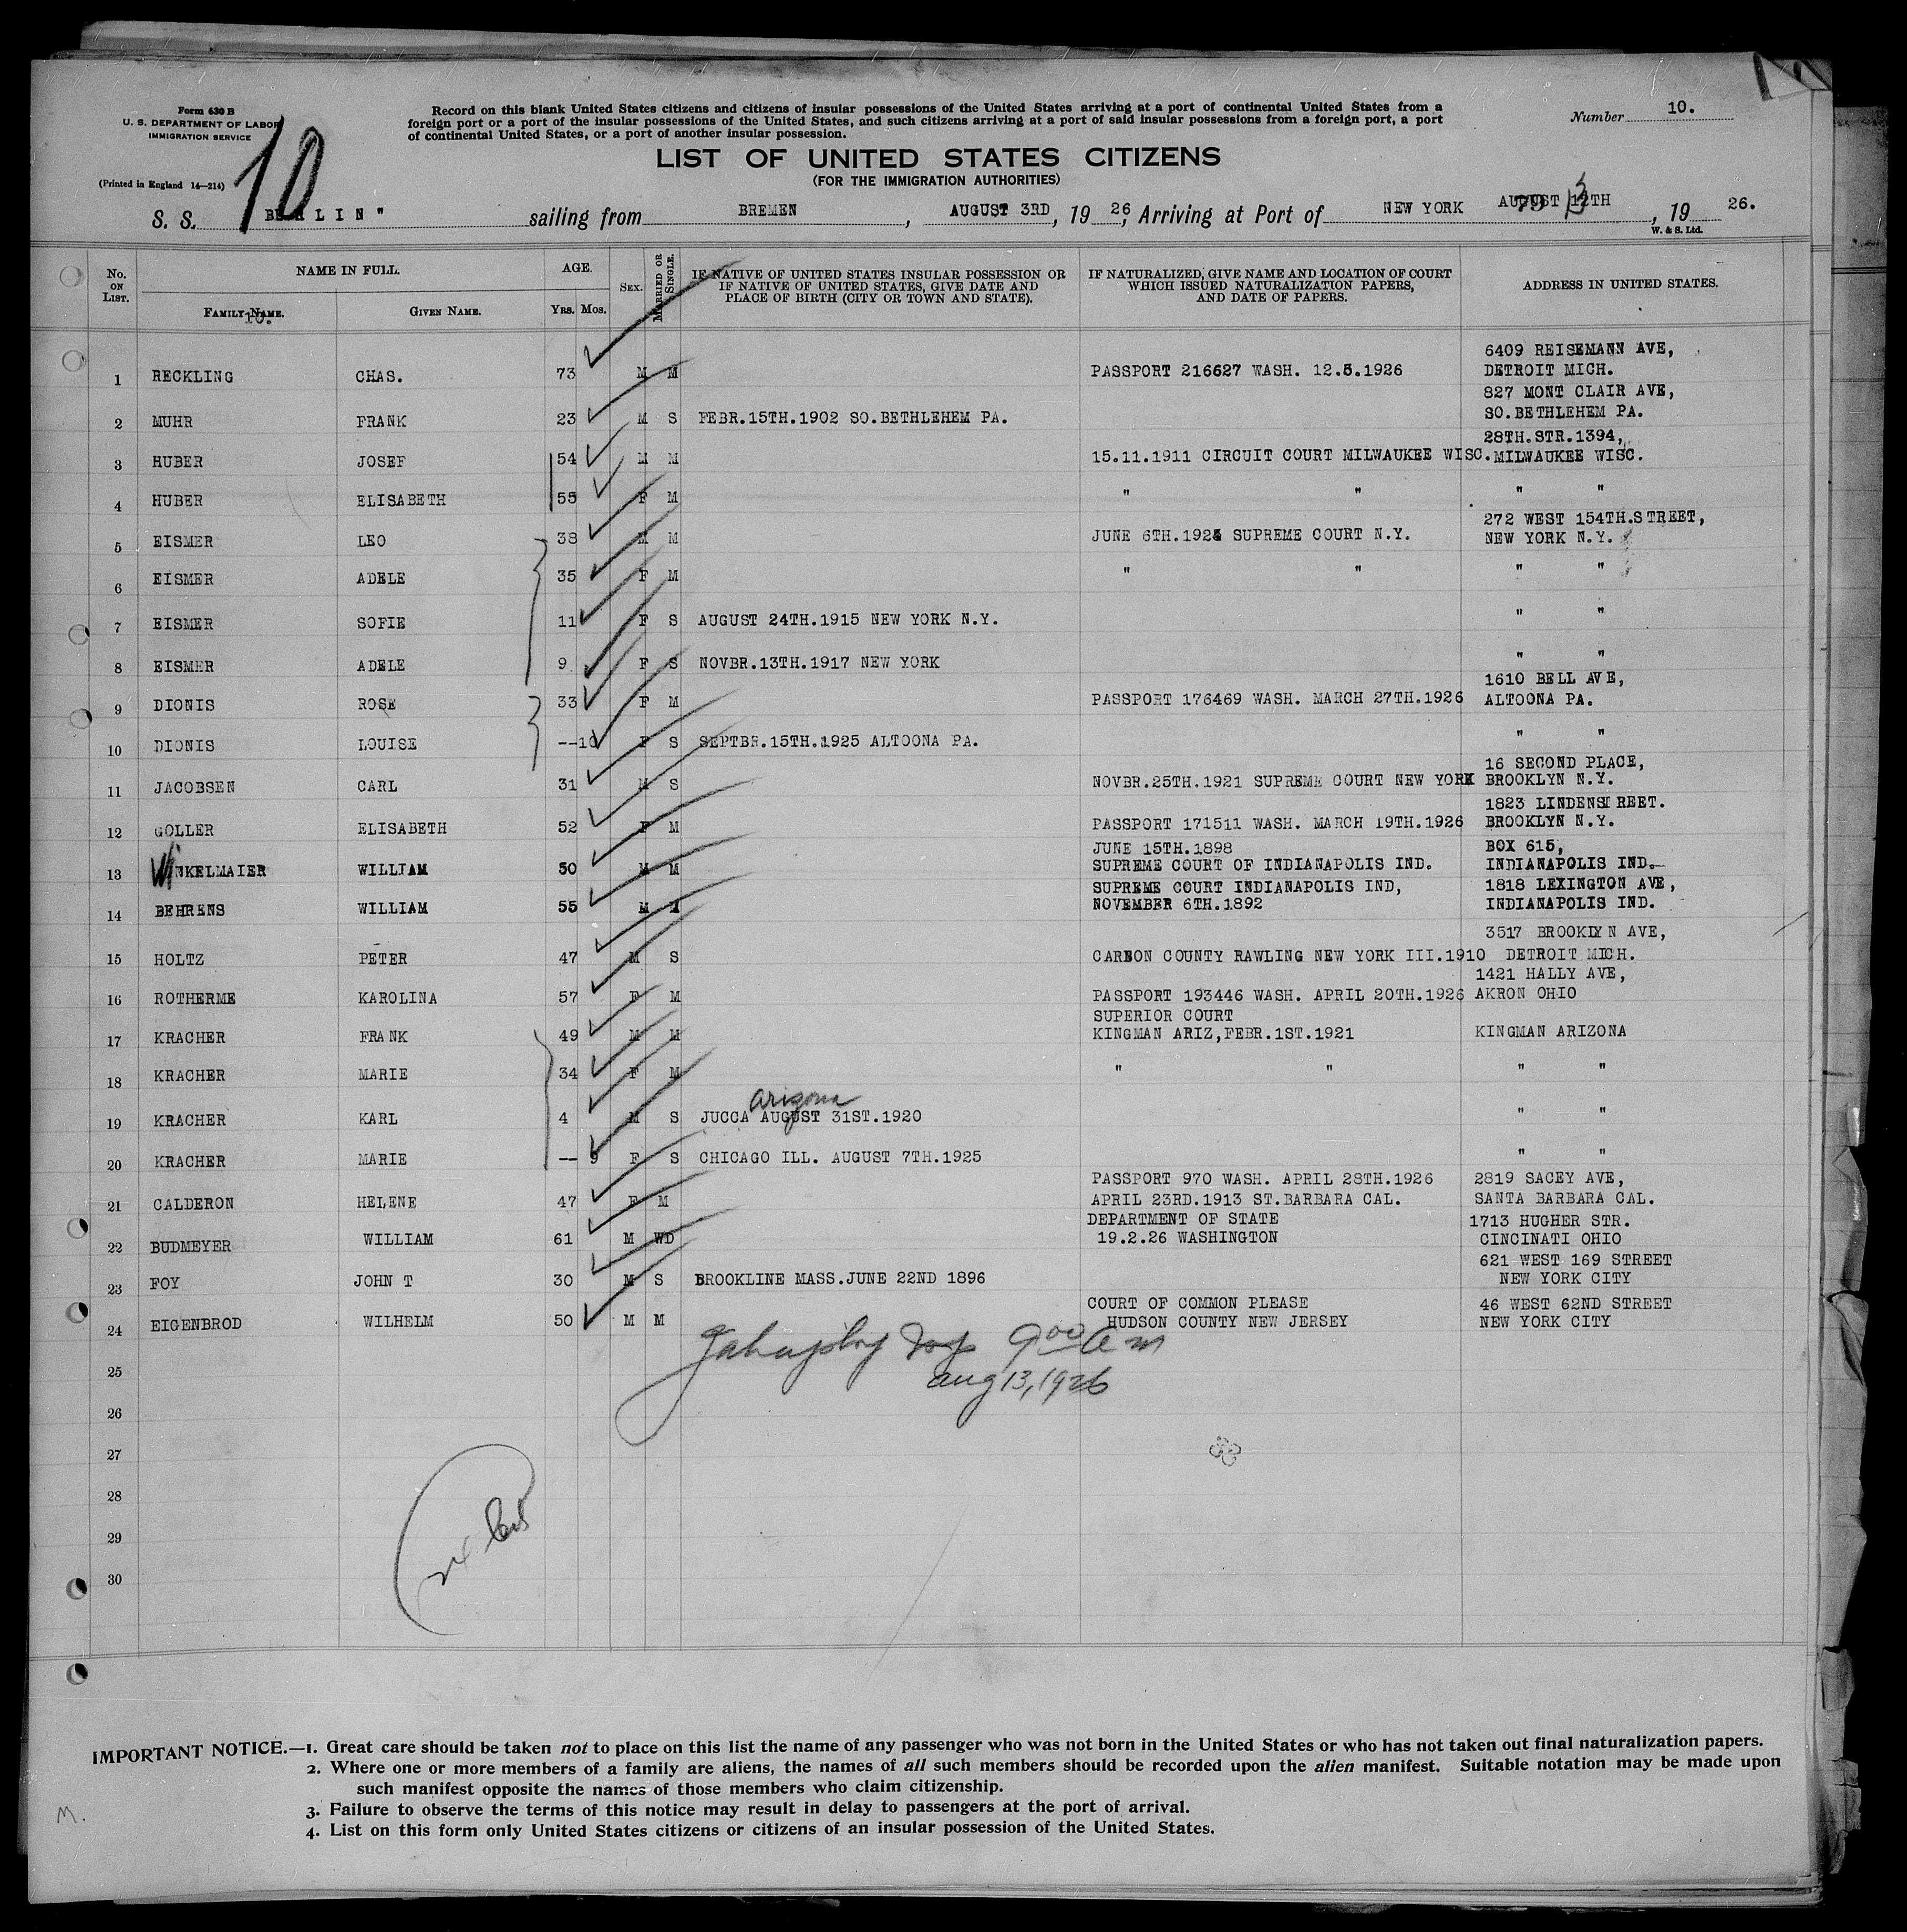 Form 630 B
U. S. DEPARTMENT OF LABOR
IMMIGRATION SERVICE
(Printed in England 14—214)
10
Record on this blank United States citizens and citizens of insular possessions of the United States arriving at a port of continental United States from a
foreign port or a port of the insular possessions of the United States, and such citizens arriving at a port of said insular possessions from a foreign port, a port
of continental United States, or a port of another insular possession.
Number 10.
LIST OF UNITED STATES CITIZENS
(FOR THE IMMIGRATION AUTHORITIES)
S. S. BERLIN" sailing from BREMEN, AUGUST 3RD, 19 26, Arriving at Port of NEW YORK AUGUST 12TH 13, 19 26.
W. & S. Ltd.
No. ON LIST. NAME IN FULL. AGE. SEX. MARRIED OR SINGLE. IF NATIVE OF UNITED STATES INSULAR POSSESSION OR IF NATIVE OF UNITED STATES, GIVE DATE AND PLACE OF BIRTH (CITY OR TOWN AND STATE). IF NATURALIZED, GIVE NAME AND LOCATION OF COURT WHICH ISSUED NATURALIZATION PAPERS, AND DATE OF PAPERS. ADDRESS IN UNITED STATES.
FAMILY NAME. GIVEN NAME. YRS. MOS.
10.
6409 REISEMANN AVE,
1 RECKLING CHAS. 73 M M PASSPORT 216627 WASH. 12.5.1926 DETROIT MICH.
827 MONT CLAIR AVE,
2 MUHR FRANK 23 M S FEBR.15TH.1902 SO.BETHLEHEM PA. SO.BETHLEHEM PA.
28TH.STR.1394,
3 HUBER JOSEF 54 M M 15.11.1911 CIRCUIT COURT MILWAUKEE WISC. MILWAUKEE WISC.
4 HUBER ELISABETH 55 F M " " " "
272 WEST 154TH.STREET,
5 EISMER LEO 38 M M JUNE 6TH.192 SUPREME COURT N.Y. NEW YORK N.Y.
6 EISMER ADELE 35 F M " " " "
7 EISMER SOFIE 11 F S AUGUST 24TH.1915 NEW YORK N.Y. " "
8 EISMER ADELE 9 F S NOVBR.13TH.1917 NEW YORK " "
1610 BELL AVE,
9 DIONIS ROSE 33 F M PASSPORT 176469 WASH. MARCH 27TH.1926 ALTOONA PA.
10 DIONIS LOUISE --10 F S SEPTBR.15TH.1925 ALTOONA PA. " "
16 SECOND PLACE,
11 JACOBSEN CARL 31 M S NOVBR.25TH.1921 SUPREME COURT NEW YORK BROOKLYN N.Y.
1823 LINDENSTREET.
12 GOLLER ELISABETH 52 F M PASSPORT 171511 WASH. MARCH 19TH.1926 BROOKLYN N.Y.
JUNE 15TH.1898 BOX 615,
13 WINKELMAIER WILLIAM 50 M M SUPREME COURT OF INDIANAPOLIS IND. INDIANAPOLIS IND.
SUPREME COURT INDIANAPOLIS IND, 1818 LEXINGTON AVE,
14 BEHRENS WILLIAM 55 M M NOVEMBER 6TH.1892 INDIANAPOLIS IND.
3517 BROOKLYN AVE,
15 HOLTZ PETER 47 M S CARBON COUNTY RAWLING NEW YORK III.1910 DETROIT MICH.
1421 HALLY AVE,
16 ROTHERME KAROLINA 57 F M PASSPORT 193446 WASH. APRIL 20TH.1926 AKRON OHIO
SUPERIOR COURT
17 KRACHER FRANK 49 M M KINGMAN ARIZ,FEBR.1ST.1921 KINGMAN ARIZONA
18 KRACHER MARIE 34 F M " " " "
Arizona
19 KRACHER KARL 4 M S JUCCA AUGUST 31ST.1920 " "
20 KRACHER MARIE -- 9 F S CHICAGO ILL. AUGUST 7TH.1925 " "
PASSPORT 970 WASH. APRIL 28TH.1926 2819 SACEY AVE,
21 CALDERON HELENE 47 F M APRIL 23RD.1913 ST.BARBARA CAL. SANTA BARBARA CAL.
DEPARTMENT OF STATE 1713 HUGHER STR.
22 BUDMEYER WILLIAM 61 M WD 19.2.26 WASHINGTON CINCINATI OHIO
621 WEST 169 STREET
23 FOY JOHN T 30 M S BROOKLINE MASS.JUNE 22ND 1896 NEW YORK CITY
COURT OF COMMON PLEASE 46 WEST 62ND STREET
24 EIGENBROD WILHELM 50 M M HUDSON COUNTY NEW JERSEY NEW YORK CITY
9 00 a m
25
aug 13, 1926
26
27
28
29
30
IMPORTANT NOTICE.—1. Great care should be taken not to place on this list the name of any passenger who was not born in the United States or who has not taken out final naturalization papers.
2. Where one or more members of a family are aliens, the names of all such members should be recorded upon the alien manifest. Suitable notation may be made upon
such manifest opposite the names of those members who claim citizenship.
3. Failure to observe the terms of this notice may result in delay to passengers at the port of arrival.
4. List on this form only United States citizens or citizens of an insular possession of the United States.
M.